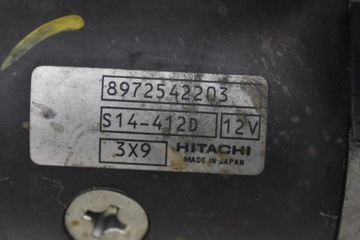 8972542203
S14-412D 12V
3X9 HITACHI
MADE IN JAPAN